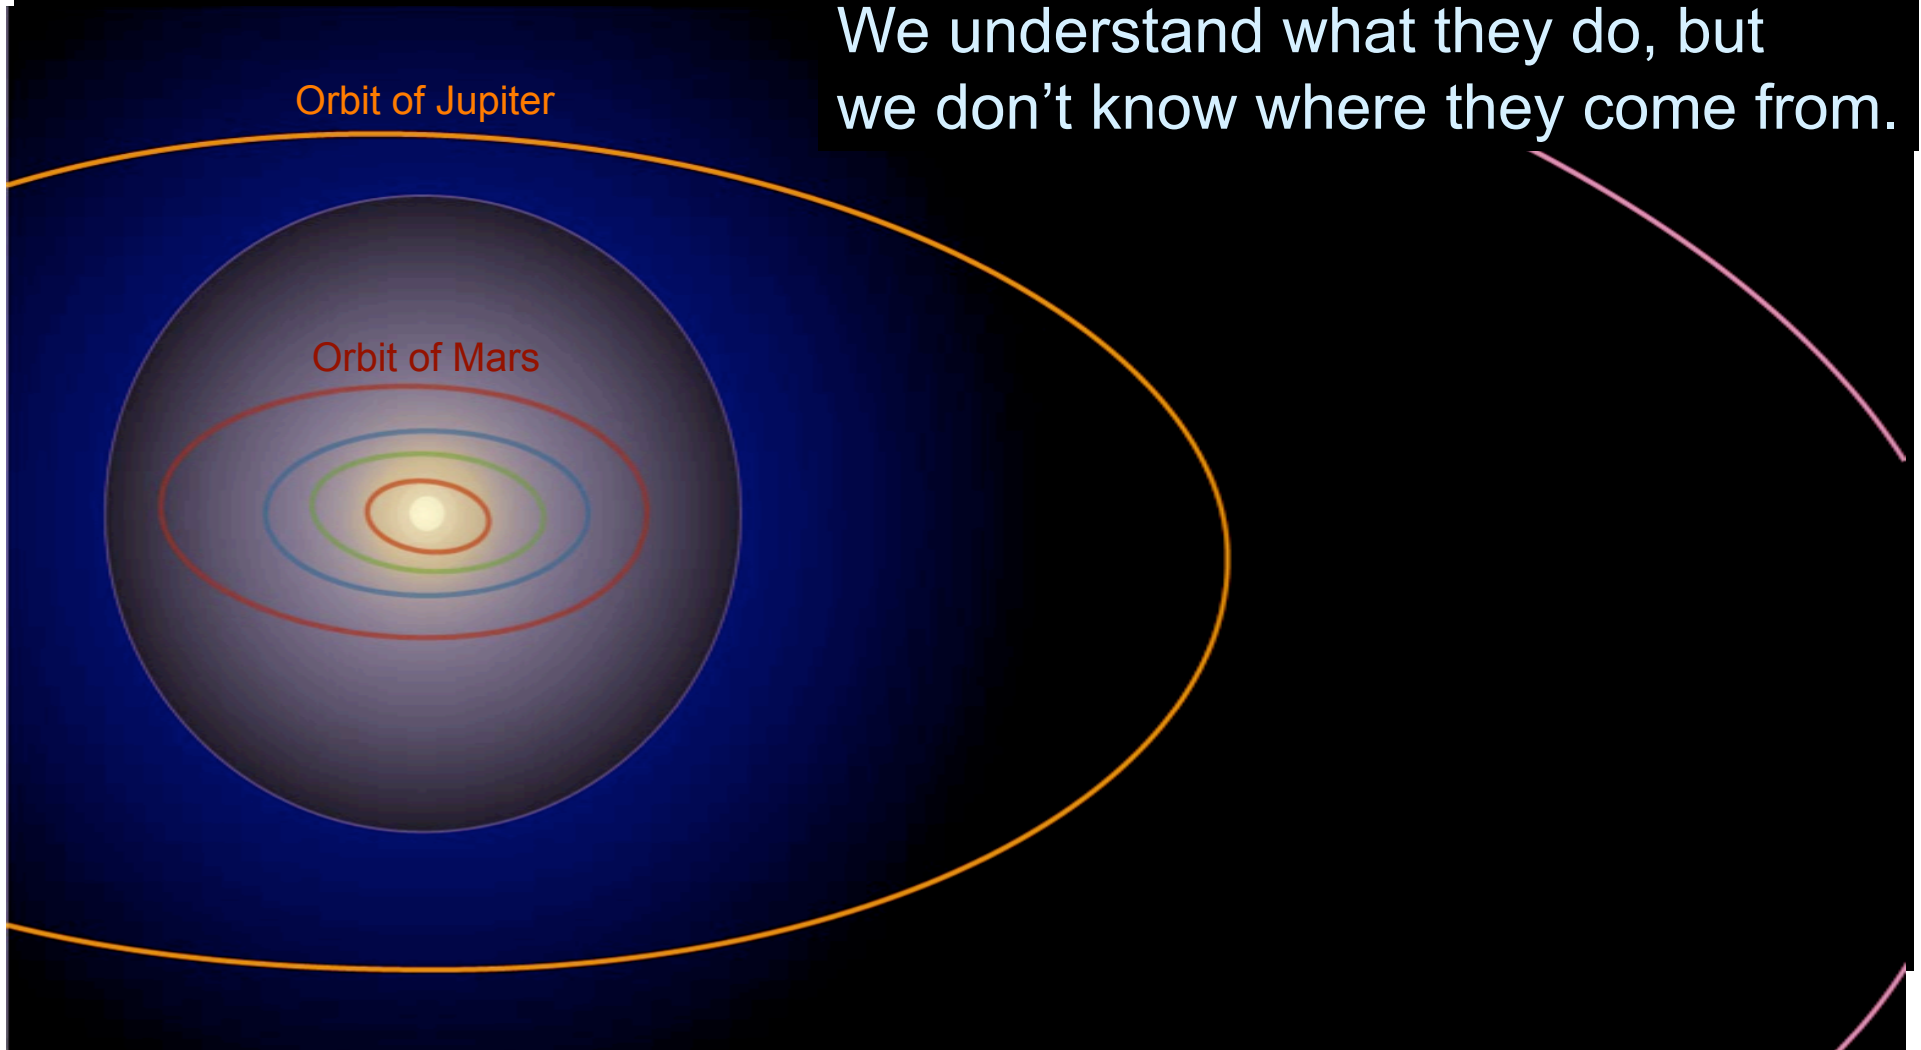 We understand what they do, but
we don’t know where they come from.
Orbit of Jupiter
Orbit of Mars